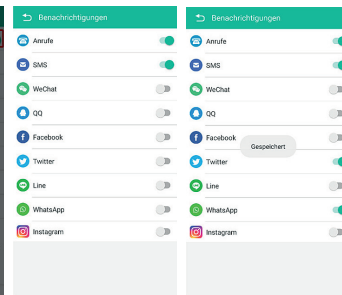 Benachrichtigungen
Anrufe
SMS
WeChat
QQ
Facebook
Twitter
Line
WhatsApp
Instagram
Benachrichtigungen
Anrufe
SMS
WeChat
QQ
Facebook
Gespeichert
Twitter
Line
WhatsApp
Instagram